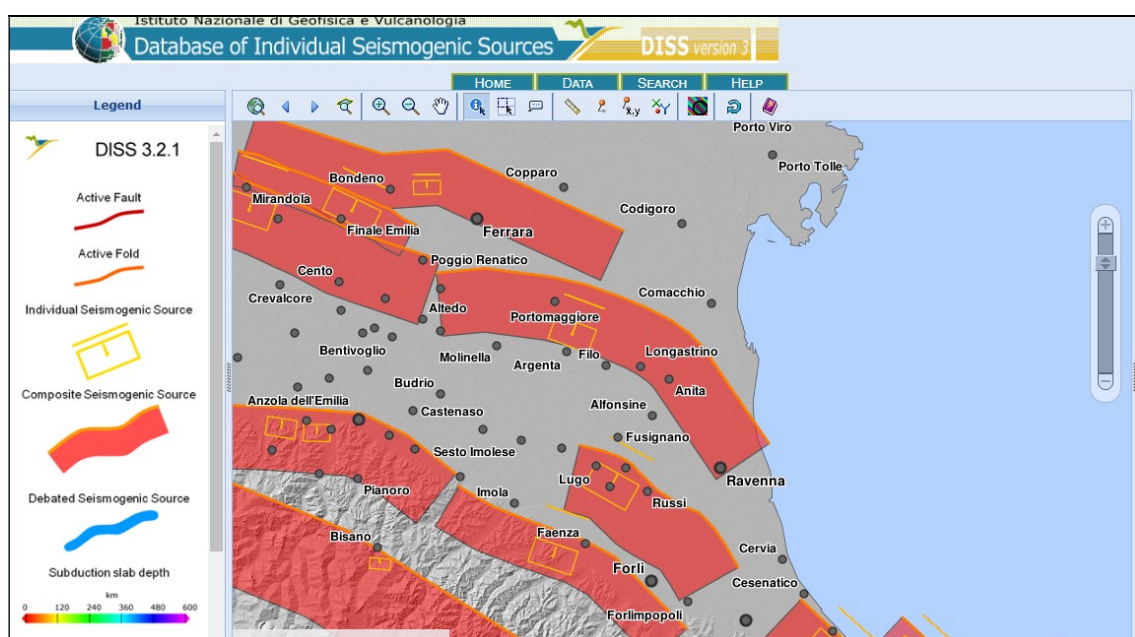 Istituto Nazionale di Geofisica e Vulcanologia
Database of Individual Seismogenic Sources
DISS version 3
HOME DATA SEARCH HELP
Legend
DISS 3.2.1
Active Fault
Active Fold
Individual Seismogenic Source
Composite Seismogenic Source
Debated Seismogenic Source
Subduction slab depth
km
0 120 240 360 480 600
x,y
Porto Viro
Porto Tolle
Copparo
Bondeno
Mirandola
Codigoro
Finale Emilia
Ferrara
Poggio Renatico
Cento
Comacchio
Crevalcore
Altedo
Portomaggiore
Bentivoglio
Molinella
Filo
Longastrino
Argenta
Budrio
Anita
Anzola dell'Emilia
Castenaso
Alfonsine
Fusignano
Sesto Imolese
Lugo
Ravenna
Pianoro
Imola
Russi
Bisano
Faenza
Cervia
Forlì
Cesenatico
Forlimpopoli